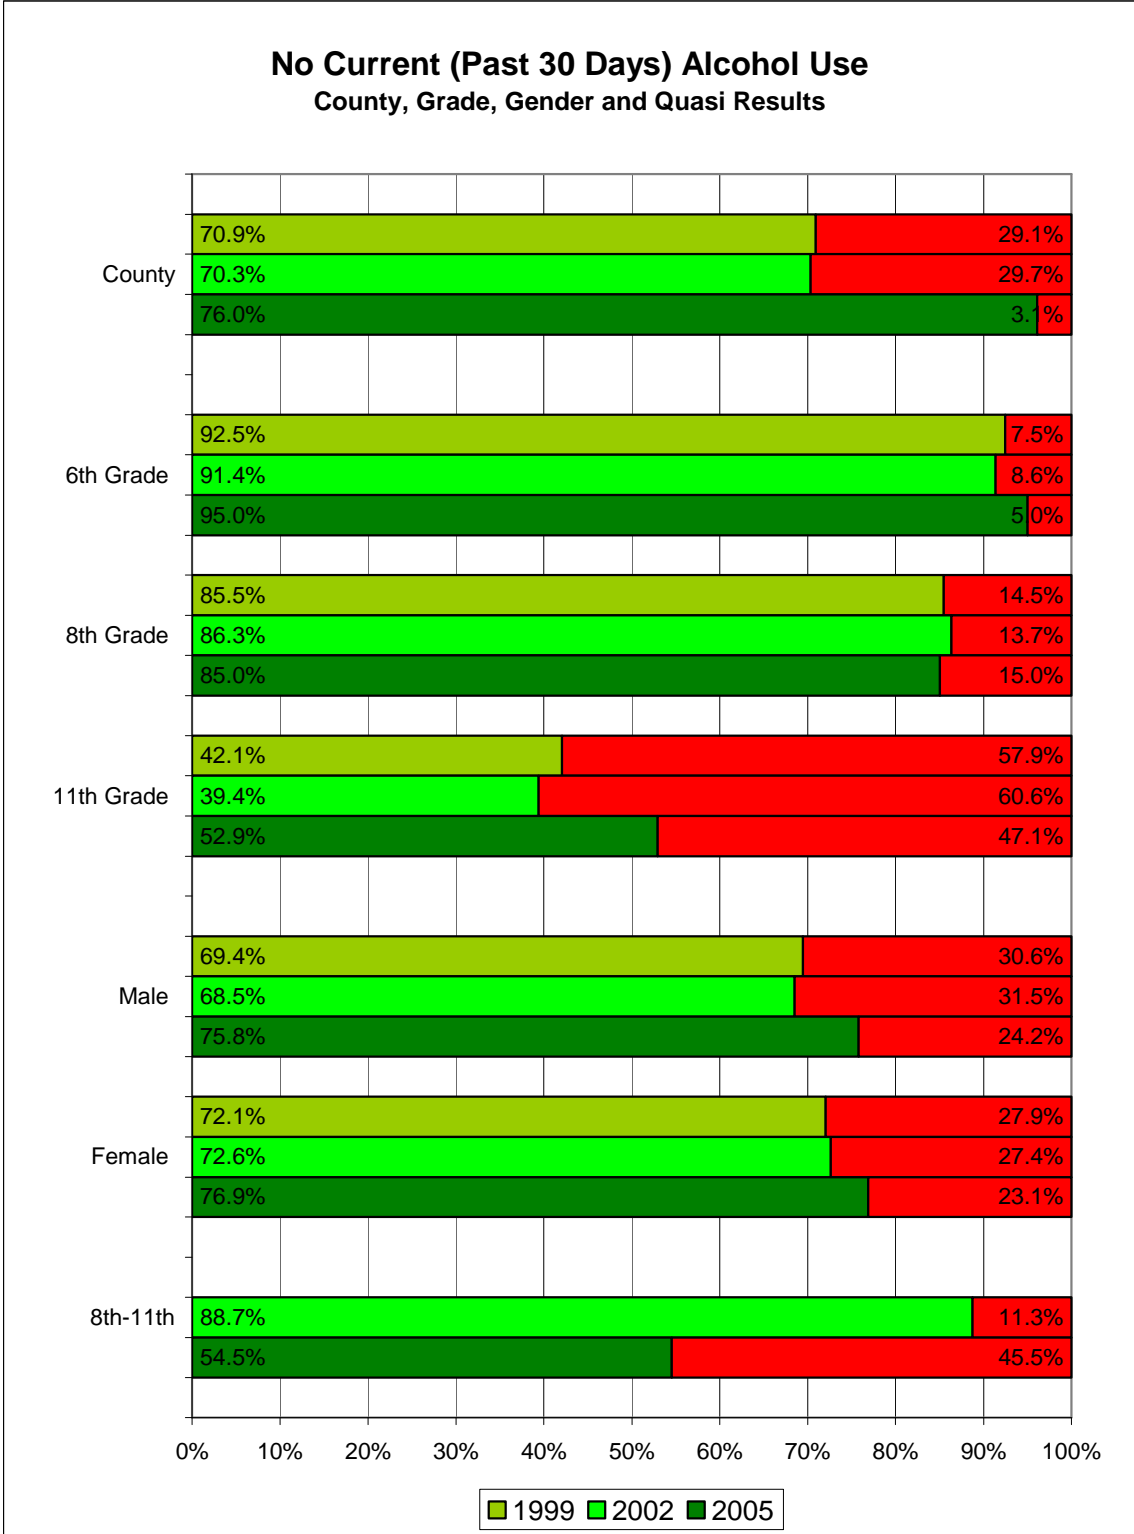 No Current (Past 30 Days) Alcohol Use
County, Grade, Gender and Quasi Results
70.9% 29.1%
County 70.3% 29.7%
76.0% 3.1%
92.5% 7.5%
6th Grade 91.4% 8.6%
95.0% 5.0%
85.5% 14.5%
8th Grade 86.3% 13.7%
85.0% 15.0%
42.1% 57.9%
11th Grade 39.4% 60.6%
52.9% 47.1%
69.4% 30.6%
Male 68.5% 31.5%
75.8% 24.2%
72.1% 27.9%
Female 72.6% 27.4%
76.9% 23.1%
8th-11th 88.7% 11.3%
54.5% 45.5%
0% 10% 20% 30% 40% 50% 60% 70% 80% 90% 100%
1999 2002 2005